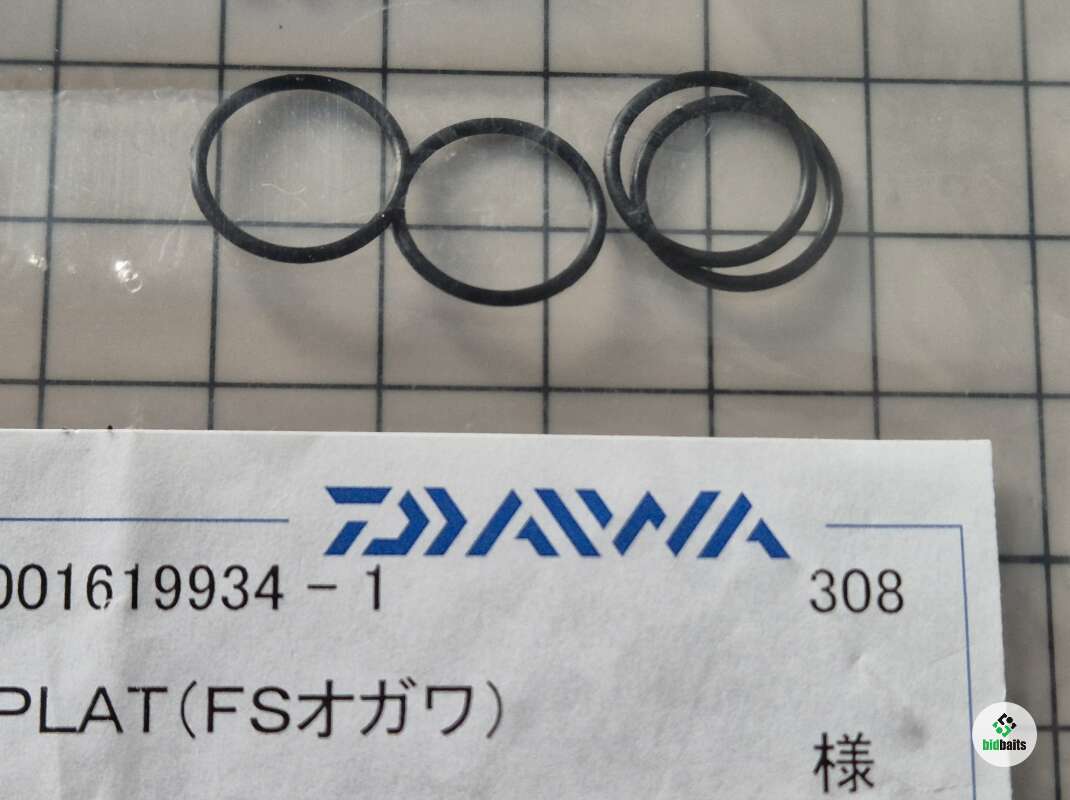 DAIWA
001619934-1 308
PLAT(FSオガワ)
様
bidbaits